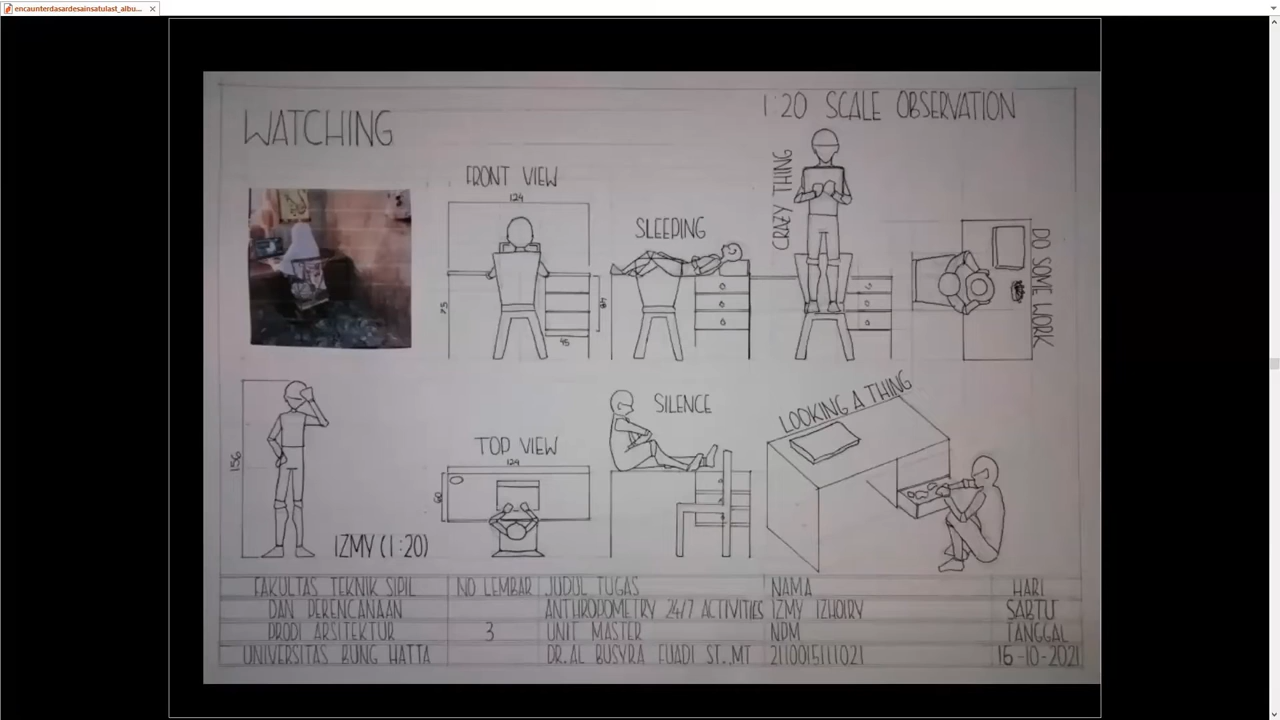 encaunterdasardesainsatulast_albu...
WATCHING
1:20 SCALE OBSERVATION
FRONT VIEW
124
75
48
45
SLEEPING
CRAZY THING
DO SOME WORK
156
IZMY (1:20)
TOP VIEW
124
60
SILENCE
LOOKING A THING
FAKULTAS TEKNIK SIPIL
DAN PERENCANAAN
PRODI ARSITEKTUR
UNIVERSITAS BUNG HATTA
NO LEMBAR
3
JUDUL TUGAS
ANTHROPOMETRY 24/7 ACTIVITIES
UNIT MASTER
DR. AL BUSYRA FUADI ST.,MT
NAMA
IZMY IZHOIRY
NPM
2110015111021
HARI
SABTU
TANGGAL
16-10-2021